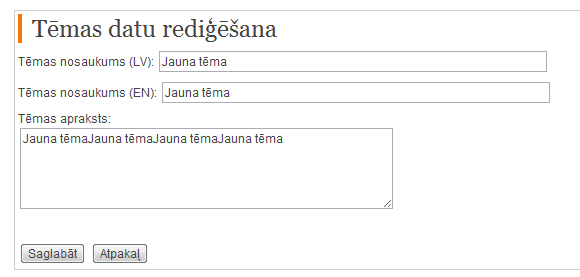 Tēmas datu rediģēšana
Tēmas nosaukums (LV): Jauna tēma
Tēmas nosaukums (EN): Jauna tēma
Tēmas apraksts:
Jauna tēmaJauna tēmaJauna tēmaJauna tēma
Saglabāt Atpakaļ